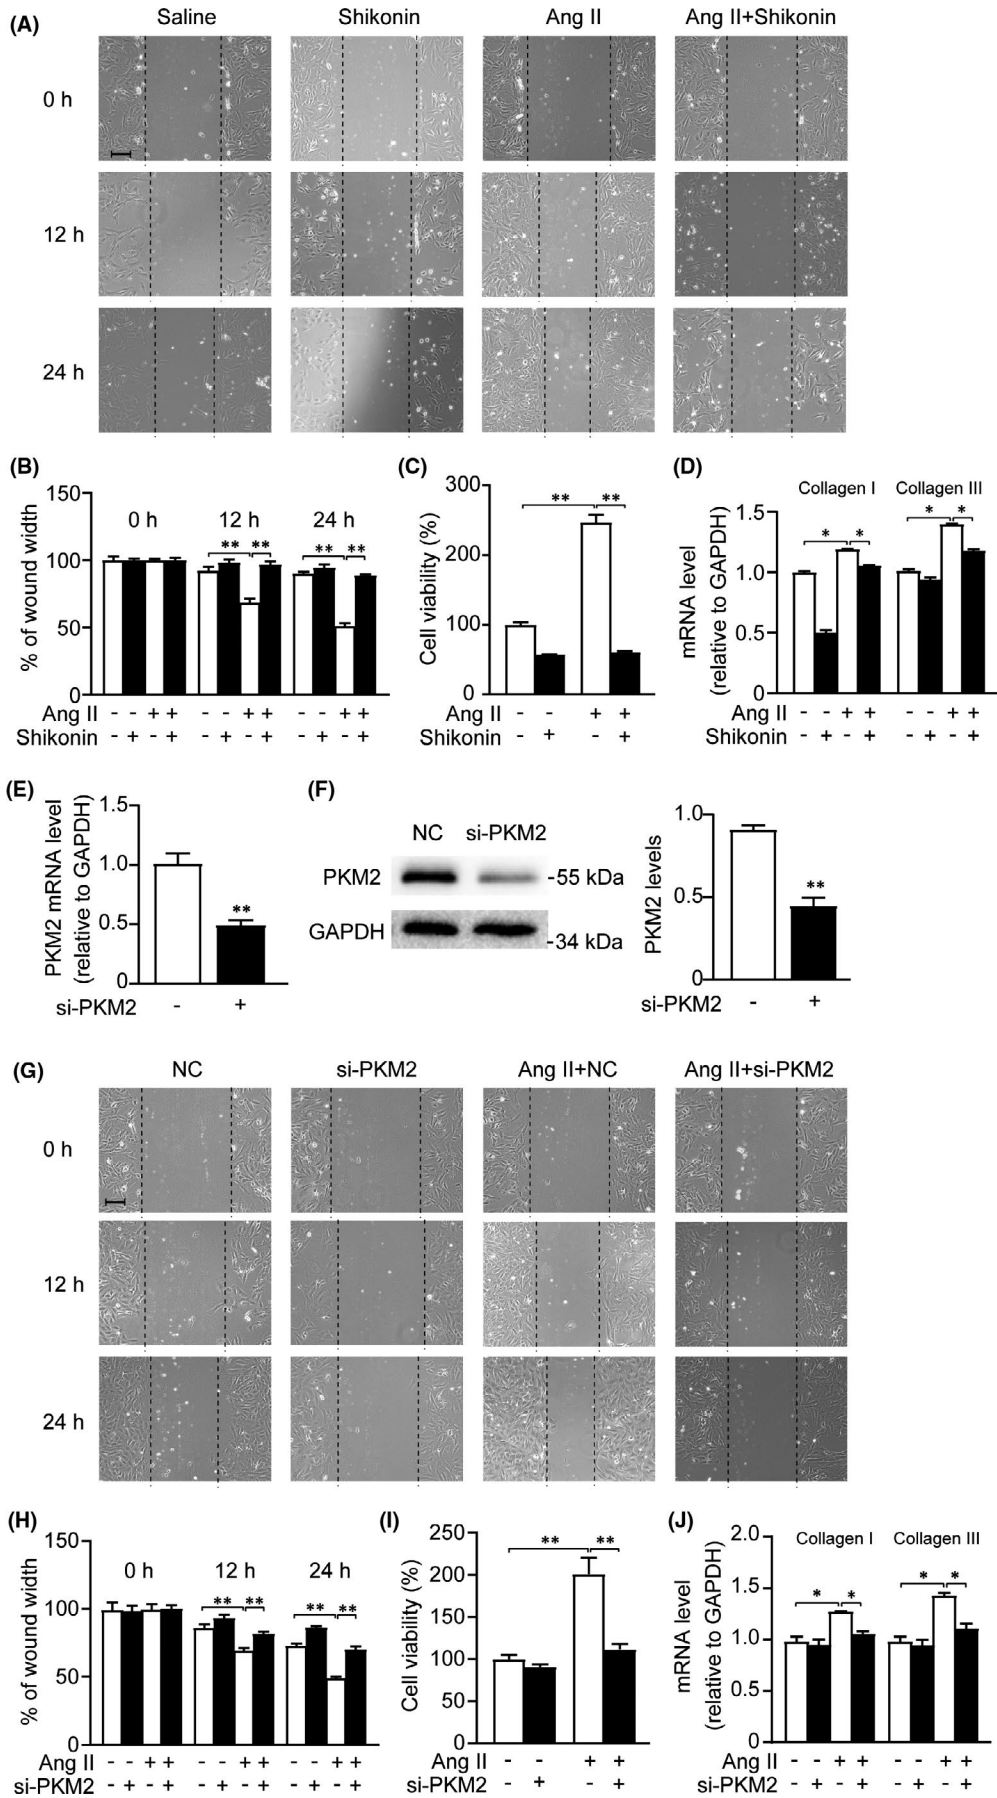 (A)
Saline Shikonin Ang II Ang II+Shikonin
0 h
12 h
24 h
(B)
150
100
50
0
% of wound width
0 h 12 h 24 h
** ** ** **
Ang II - - + + - - + + - - + +
Shikonin - + - + - + - + - + - +
(C)
300
200
100
0
Cell viability (%)
** **
Ang II - - + +
Shikonin - + - +
(D)
Collagen I Collagen III
1.5
1.0
0.5
0
mRNA level
(relative to GAPDH)
* * * *
Ang II - - + + - - + +
Shikonin - + - + - + - +
(E)
1.5
1.0
0.5
0
PKM2 mRNA level
(relative to GAPDH)
**
si-PKM2 - +
(F)
NC si-PKM2
PKM2 -55 kDa
GAPDH
-34 kDa
1.0
0.5
0
PKM2 levels
**
si-PKM2 - +
(G)
NC si-PKM2 Ang II+NC Ang II+si-PKM2
0 h
12 h
24 h
(H)
150
100
50
0
% of wound width
0 h 12 h 24 h
** ** ** **
Ang II - - + + - - + + - - + +
si-PKM2 - + - + - + - + - + - +
(I)
250
200
150
100
50
0
Cell viability (%)
** **
Ang II - - + +
si-PKM2 - + - +
(J)
2.0
1.5
1.0
0.5
0
Collagen I Collagen III
mRNA level
(relative to GAPDH)
* * * *
Ang II - - + + - - + +
si-PKM2 - + - + - + - +